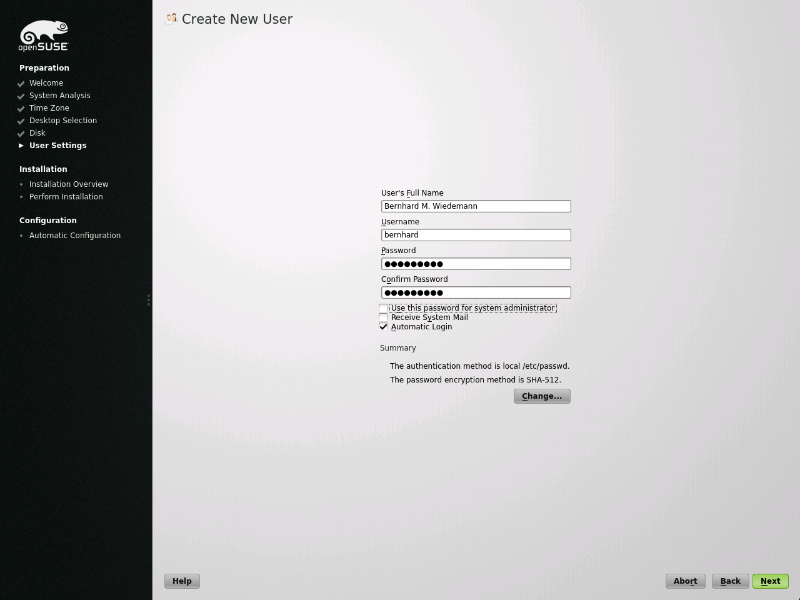 openSUSE
Preparation
Welcome
System Analysis
Time Zone
Desktop Selection
Disk
User Settings
Installation
Installation Overview
Perform Installation
Configuration
Automatic Configuration
Create New User
User's Full Name
Bernhard M. Wiedemann
Username
bernhard
Password
●●●●●●●●●
Confirm Password
●●●●●●●●●
Use this password for system administrator
Receive System Mail
Automatic Login
Summary
The authentication method is local /etc/passwd.
The password encryption method is SHA-512.
Change...
Help
Abort
Back
Next